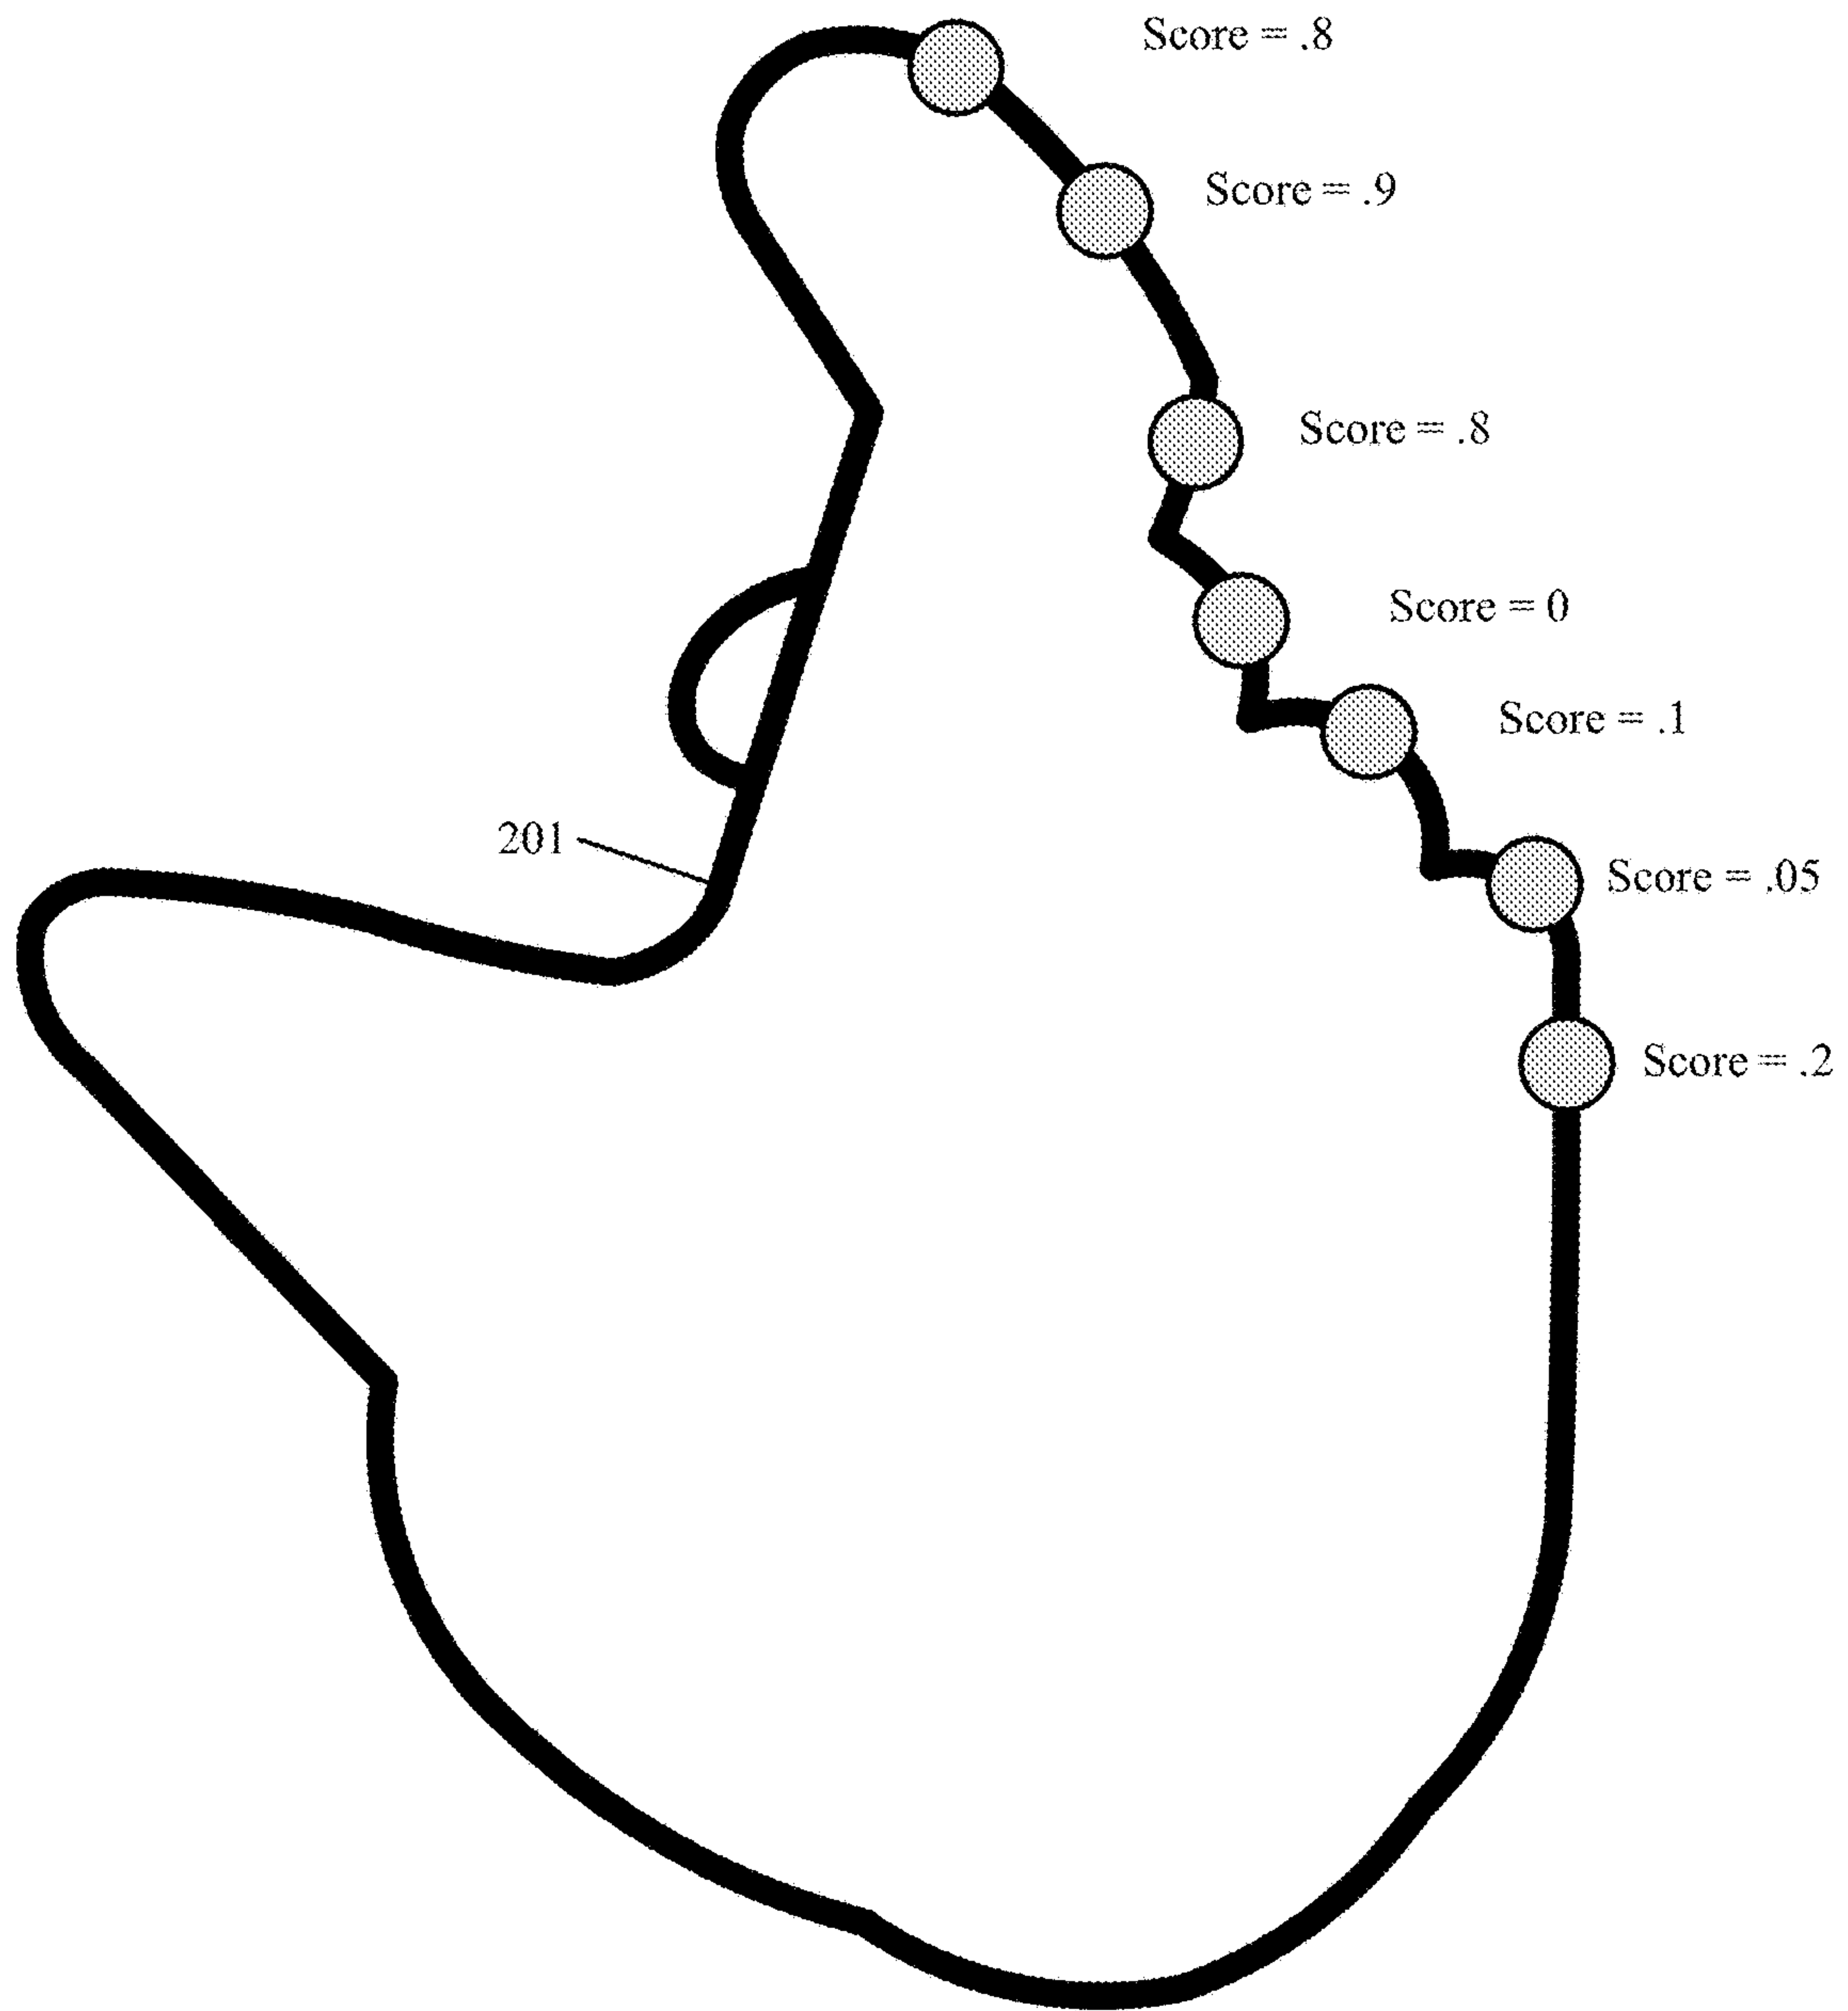 Score = .8
Score = .9
Score = .8
Score = 0
Score = .1
201
Score = .05
Score = .2